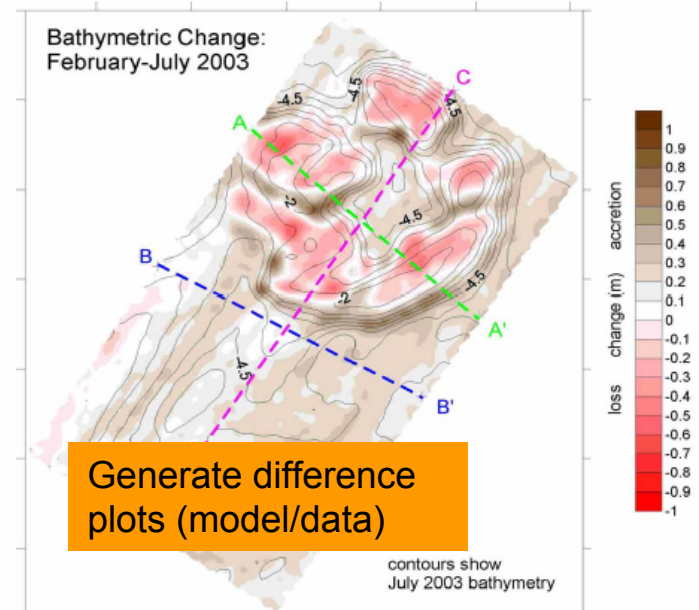 Bathymetric Change:
February-July 2003
C
-4.5
-4.5
-4.5
A
-2
-4.5
B
-4.5
-2
A'
-4.5
B'
Generate difference
plots (model/data)
contours show
July 2003 bathymetry
1
0.9
0.8
0.7
0.6
0.5
0.4
0.3
0.2
0.1
0
-0.1
-0.2
-0.3
-0.4
-0.5
-0.6
-0.7
-0.8
-0.9
-1
loss change (m) accretion